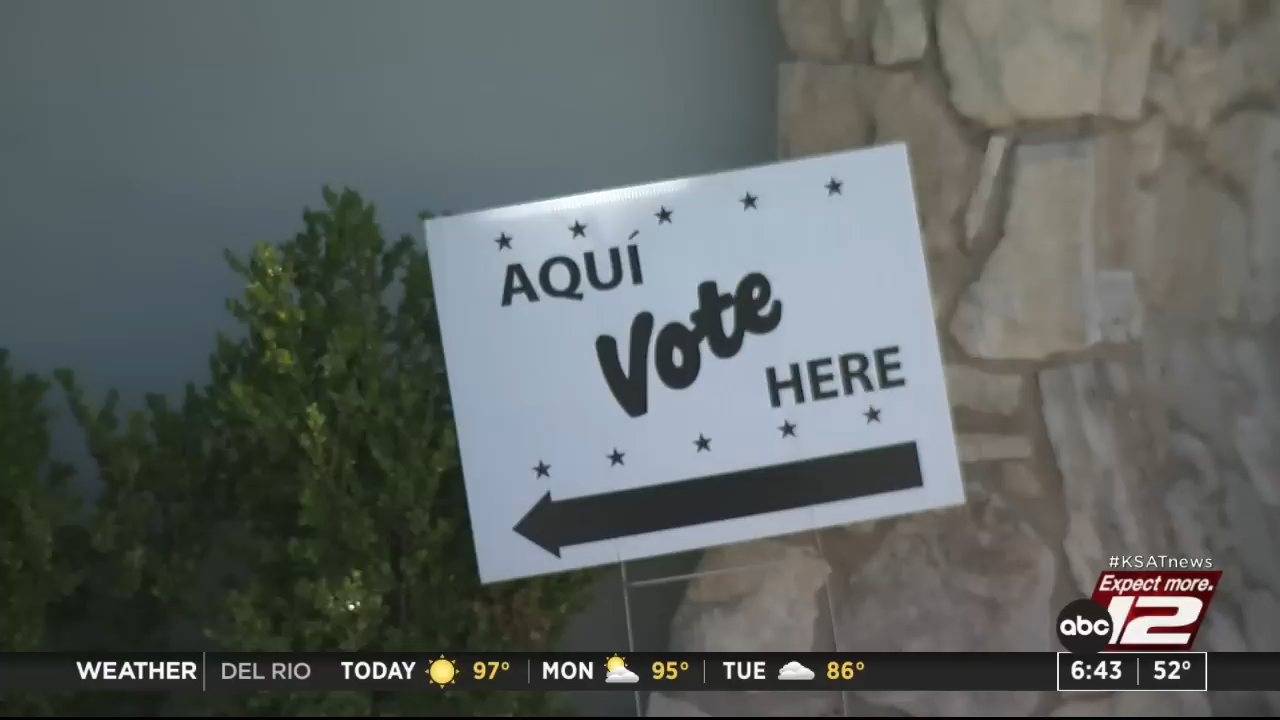 AQUÍ
Vote
HERE
#KSATnews
Expect more.
abc 12
WEATHER DEL RIO TODAY 97° MON 95° TUE 86° 6:43 52°